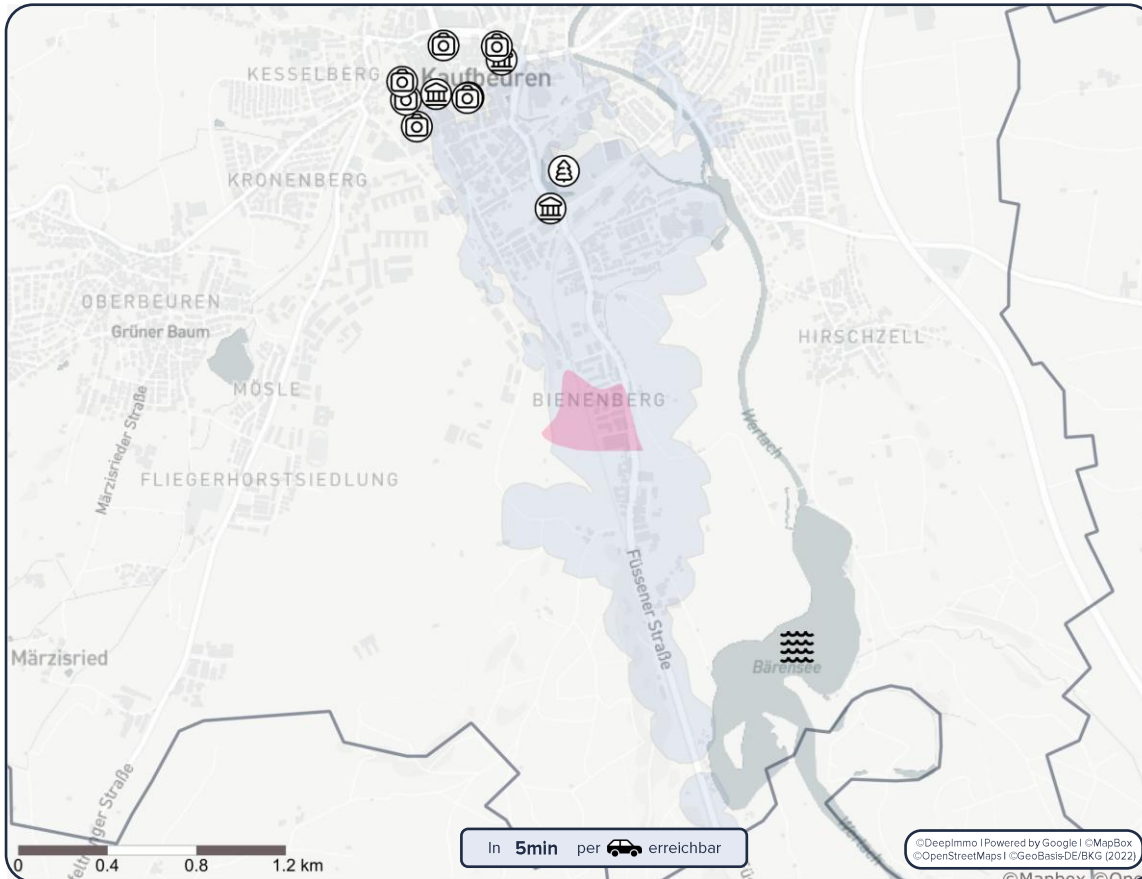 KESSELBERG
Kaufbeuren
KRONENBERG
OBERBEUREN
Grüner Baum
HIRSCHZELL
MÖSLE
BIENENBERG
Märzisrieder Straße
Wertach
FLIEGERHORSTSIEDLUNG
Füssener Straße
Märzisried
Bärensee
Wertach
0 0.4 0.8 1.2 km
In 5min per erreichbar
©DeepImmo | Powered by Google | ©MapBox
©OpenStreetMaps | ©GeoBasis-DE/BKG (2022)